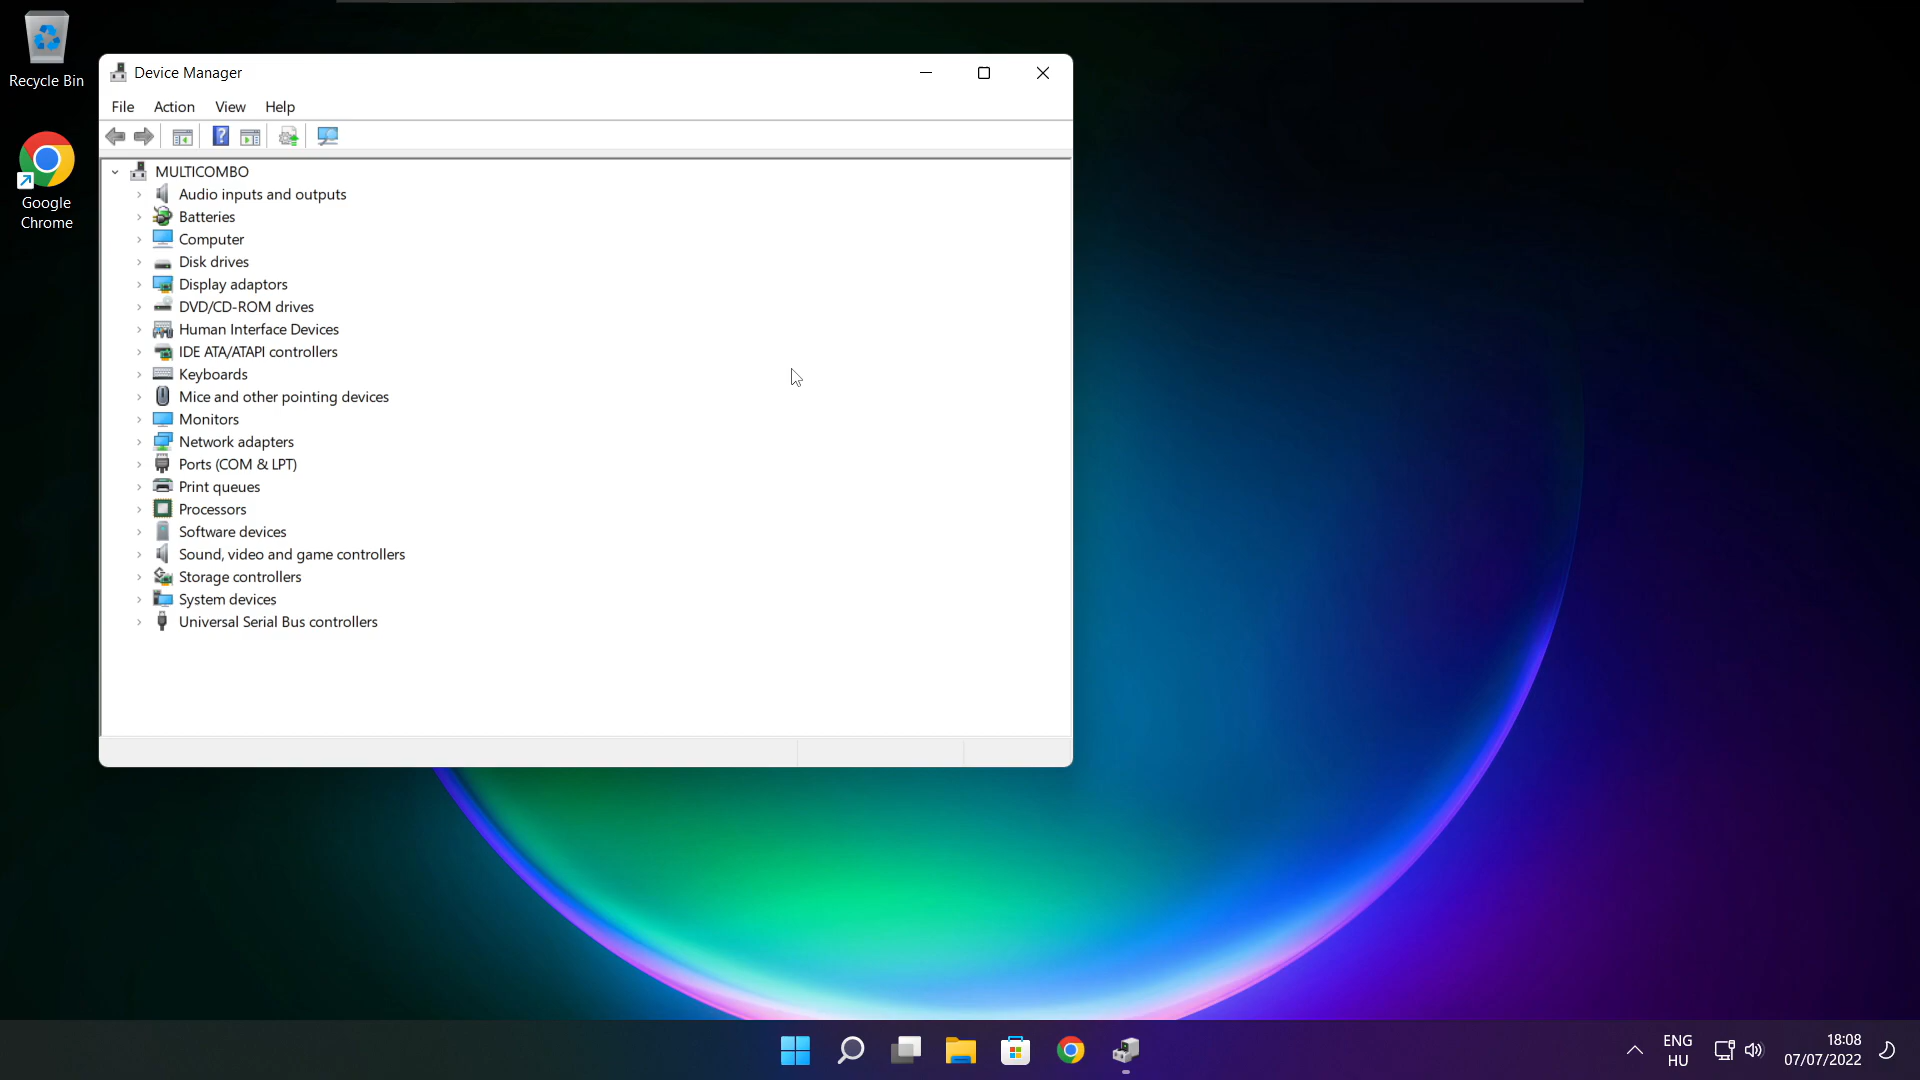 Recycle Bin
Google
Chrome
Device Manager
File Action View Help
MULTICOMBO
Audio inputs and outputs
Batteries
Computer
Disk drives
Display adaptors
DVD/CD-ROM drives
Human Interface Devices
IDE ATA/ATAPI controllers
Keyboards
Mice and other pointing devices
Monitors
Network adapters
Ports (COM & LPT)
Print queues
Processors
Software devices
Sound, video and game controllers
Storage controllers
System devices
Universal Serial Bus controllers
ENG
HU
18:08
07/07/2022